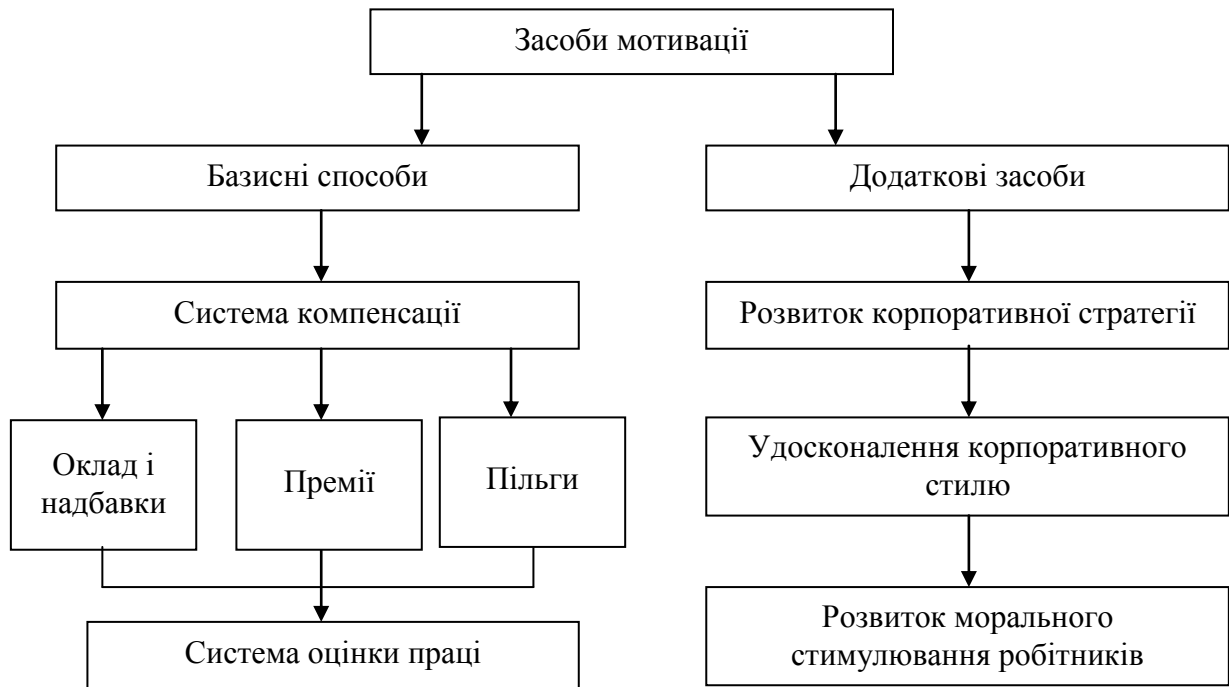 Засоби мотивації
Базисні способи
Додаткові засоби
Система компенсації
Розвиток корпоративної стратегії
Оклад і
надбавки
Премії
Пільги
Удосконалення корпоративного
стилю
Система оцінки праці
Розвиток морального
стимулювання робітників